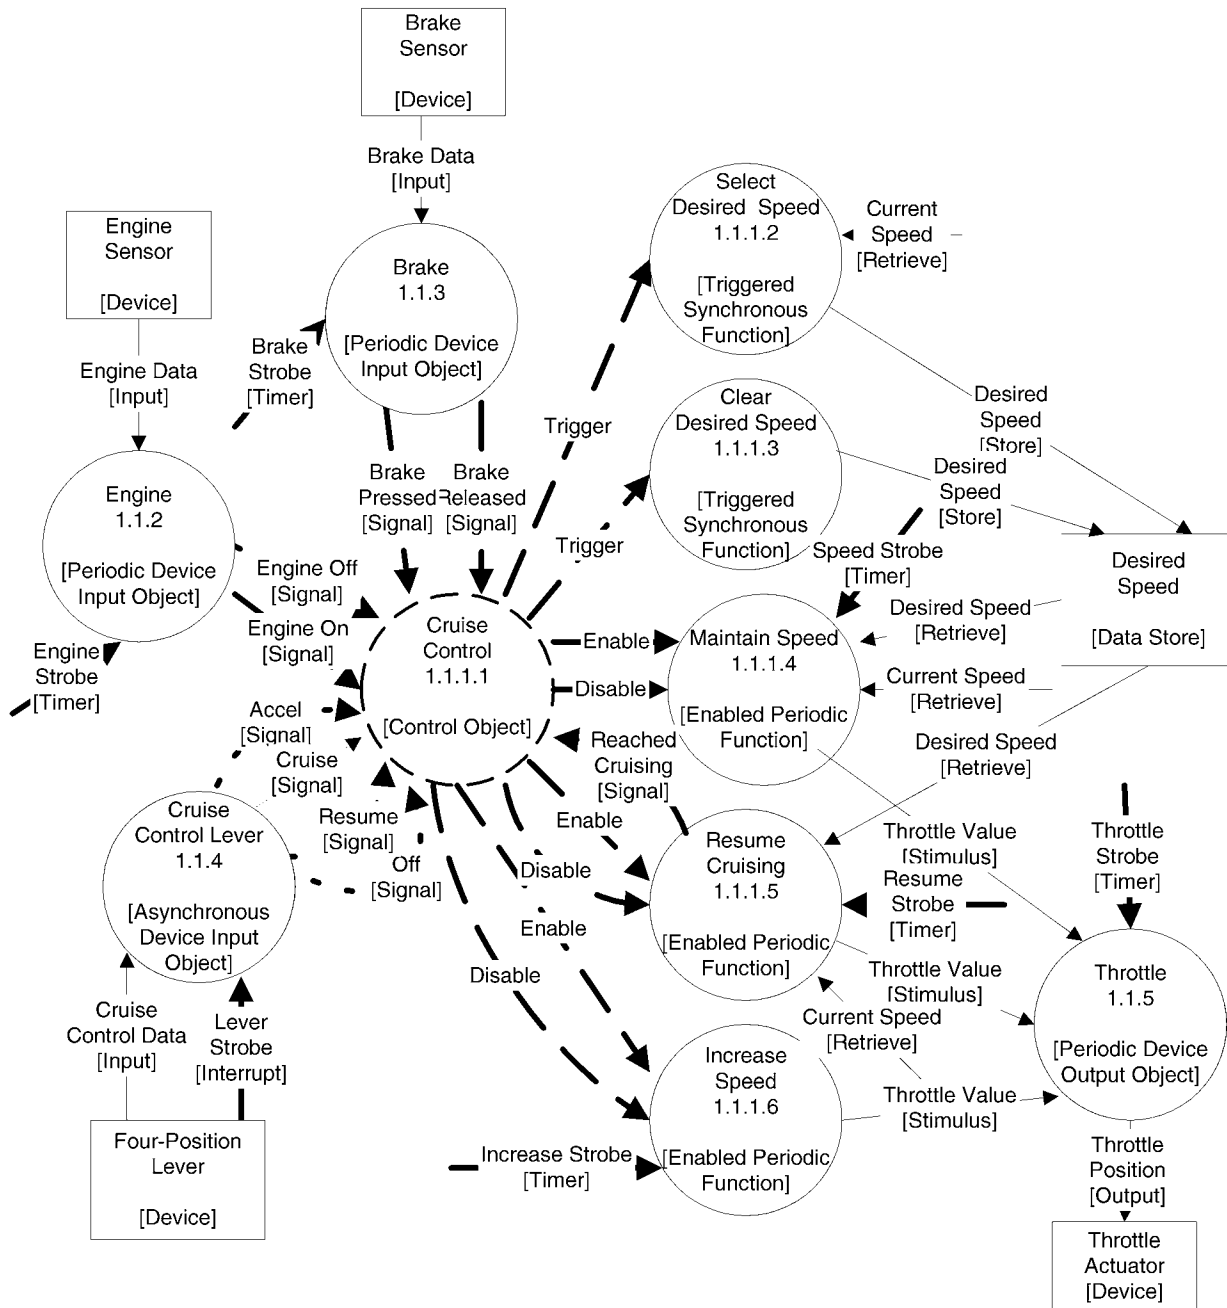 Brake
Sensor
[Device]
Brake Data
[Input]
Engine
Sensor
[Device]
Engine Data
[Input]
Brake
1.1.3
[Periodic Device
Input Object]
Brake
Strobe
[Timer]
Select
Desired Speed
1.1.1.2
[Triggered
Synchronous
Function]
Current
Speed
[Retrieve]
Trigger
Clear
Desired Speed
1.1.1.3
[Triggered
Synchronous
Function]
Desired
Speed
[Store]
Desired
Speed
[Store]
Brake
Pressed
[Signal]
Brake
Released
[Signal]
Trigger
Engine
1.1.2
[Periodic Device
Input Object]
Engine Off
[Signal]
Engine On
[Signal]
Engine
Strobe
[Timer]
Speed Strobe
[Timer]
Desired
Speed
[Data Store]
Desired Speed
[Retrieve]
Cruise
Control
1.1.1.1
[Control Object]
Enable
Disable
Maintain Speed
1.1.1.4
[Enabled Periodic
Function]
Current Speed
[Retrieve]
Desired Speed
[Retrieve]
Accel
[Signal]
Cruise
[Signal]
Resume
[Signal]
Off
[Signal]
Reached
Cruising
[Signal]
Enable
Disable
Enable
Disable
Cruise
Control Lever
1.1.4
[Asynchronous
Device Input
Object]
Resume
Cruising
1.1.1.5
[Enabled Periodic
Function]
Throttle Value
[Stimulus]
Resume
Strobe
[Timer]
Throttle
Strobe
[Timer]
Throttle Value
[Stimulus]
Current Speed
[Retrieve]
Throttle
1.1.5
[Periodic Device
Output Object]
Cruise
Control Data
[Input]
Lever
Strobe
[Interrupt]
Increase
Speed
1.1.1.6
[Enabled Periodic
Function]
Throttle Value
[Stimulus]
Increase Strobe
[Timer]
Four-Position
Lever
[Device]
Throttle
Position
[Output]
Throttle
Actuator
[Device]